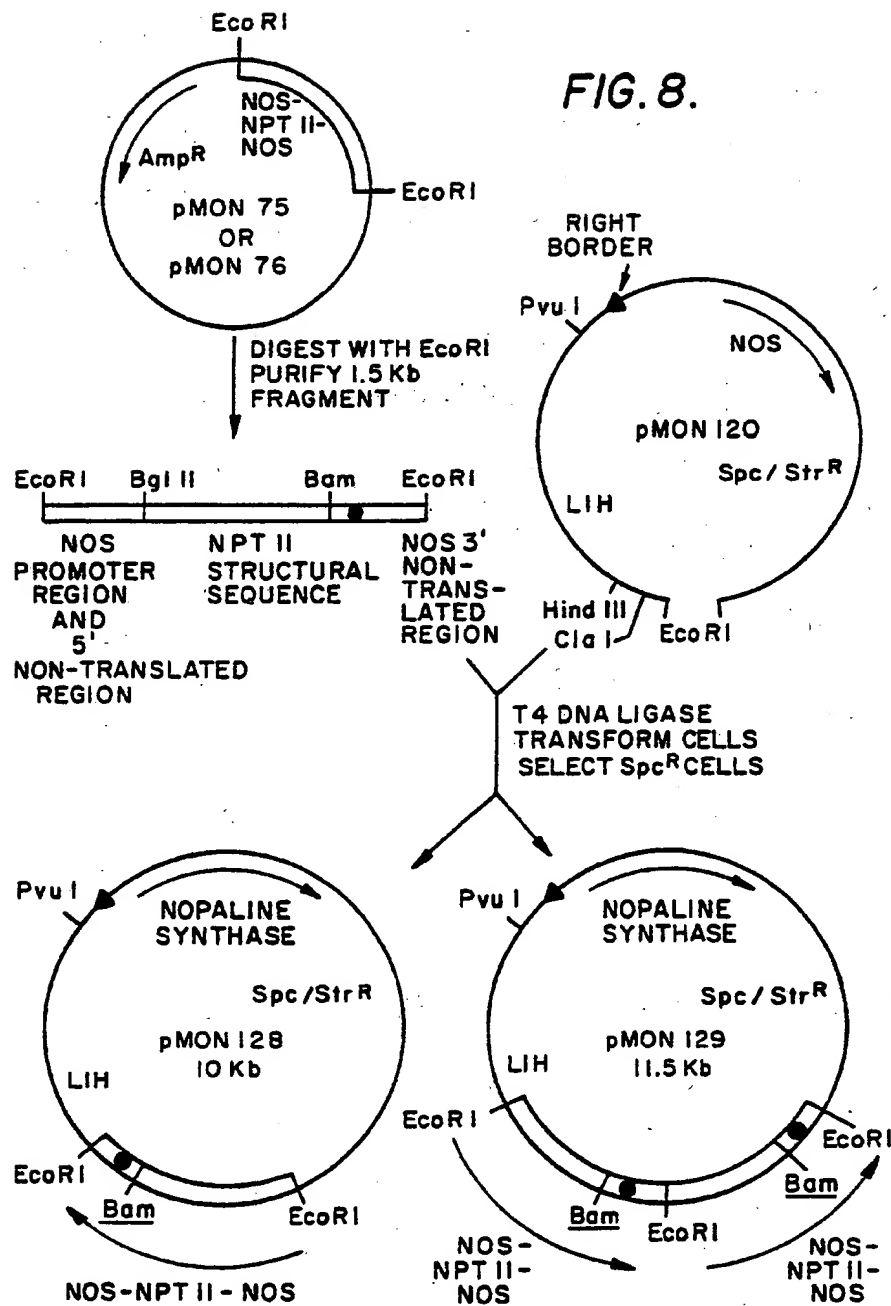 FIG. 8.
Eco RI
NOS-
NPT II-
NOS
AmpR
EcoRI
pMON 75
OR
pMON 76
DIGEST WITH EcoRI
PURIFY 1.5 Kb
FRAGMENT
RIGHT
BORDER
Pvu I
NOS
pMON 120
Spc/StrR
LIH
Hind III
Cla I
EcoRI
EcoRI
Bgl II
Bam
EcoRI
NOS
PROMOTER
REGION
AND
5'
NON-TRANSLATED
REGION
NPT II
STRUCTURAL
SEQUENCE
NOS 3'
NON-
TRANS-
LATED
REGION
T4 DNA LIGASE
TRANSFORM CELLS
SELECT SpcR CELLS
Pvu I
NOPALINE
SYNTHASE
Spc/StrR
pMON 128
10 Kb
LIH
EcoRI
Bam
EcoRI
NOS-NPT II-NOS
Pvu I
NOPALINE
SYNTHASE
Spc/StrR
pMON 129
11.5 Kb
LIH
EcoRI
EcoRI
Bam
Bam
EcoRI
NOS-
NPT II-
NOS
NOS-
NPT II-
NOS